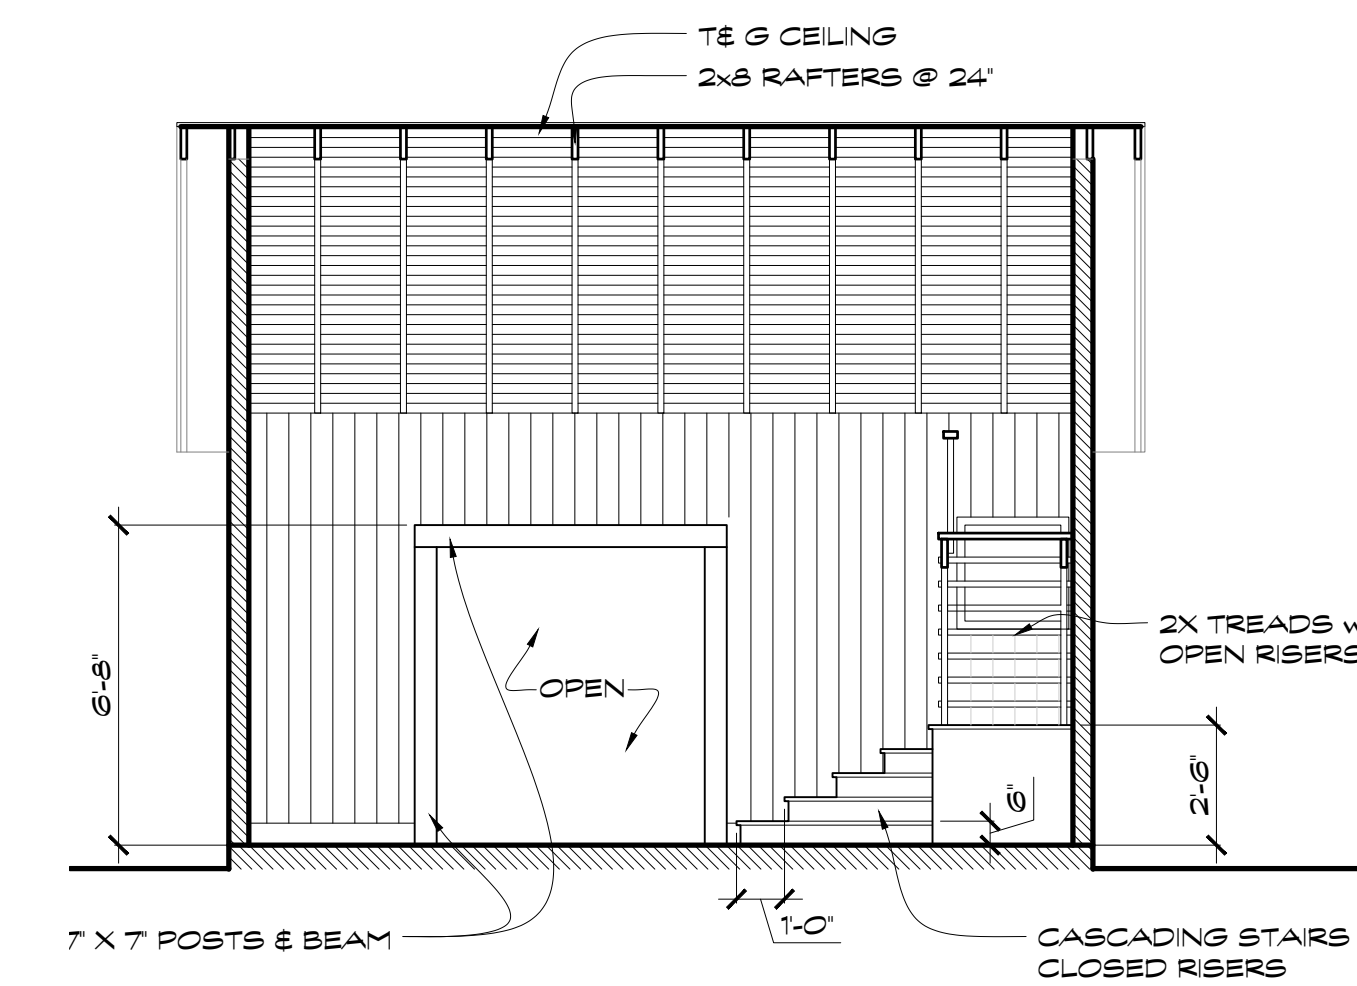 T& G CEILING
2x8 RAFTERS @ 24"
6'-8"
OPEN
2X TREADS w
OPEN RISERS
2'-6"
6"
1'-0"
7" X 7" POSTS & BEAM
CASCADING STAIRS
CLOSED RISERS